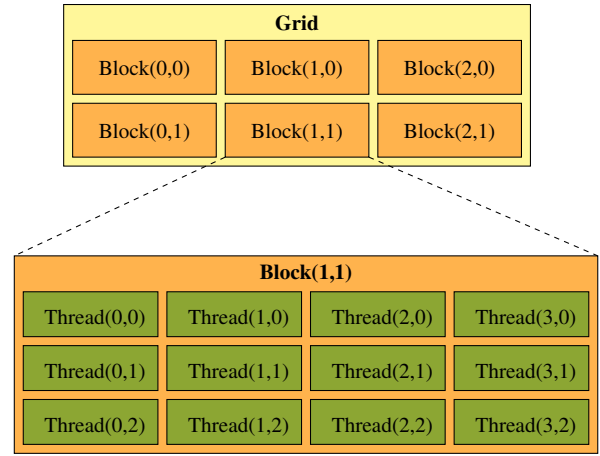 Grid
Block(0,0) Block(1,0) Block(2,0)
Block(0,1) Block(1,1) Block(2,1)
Block(1,1)
Thread(0,0) Thread(1,0) Thread(2,0) Thread(3,0)
Thread(0,1) Thread(1,1) Thread(2,1) Thread(3,1)
Thread(0,2) Thread(1,2) Thread(2,2) Thread(3,2)